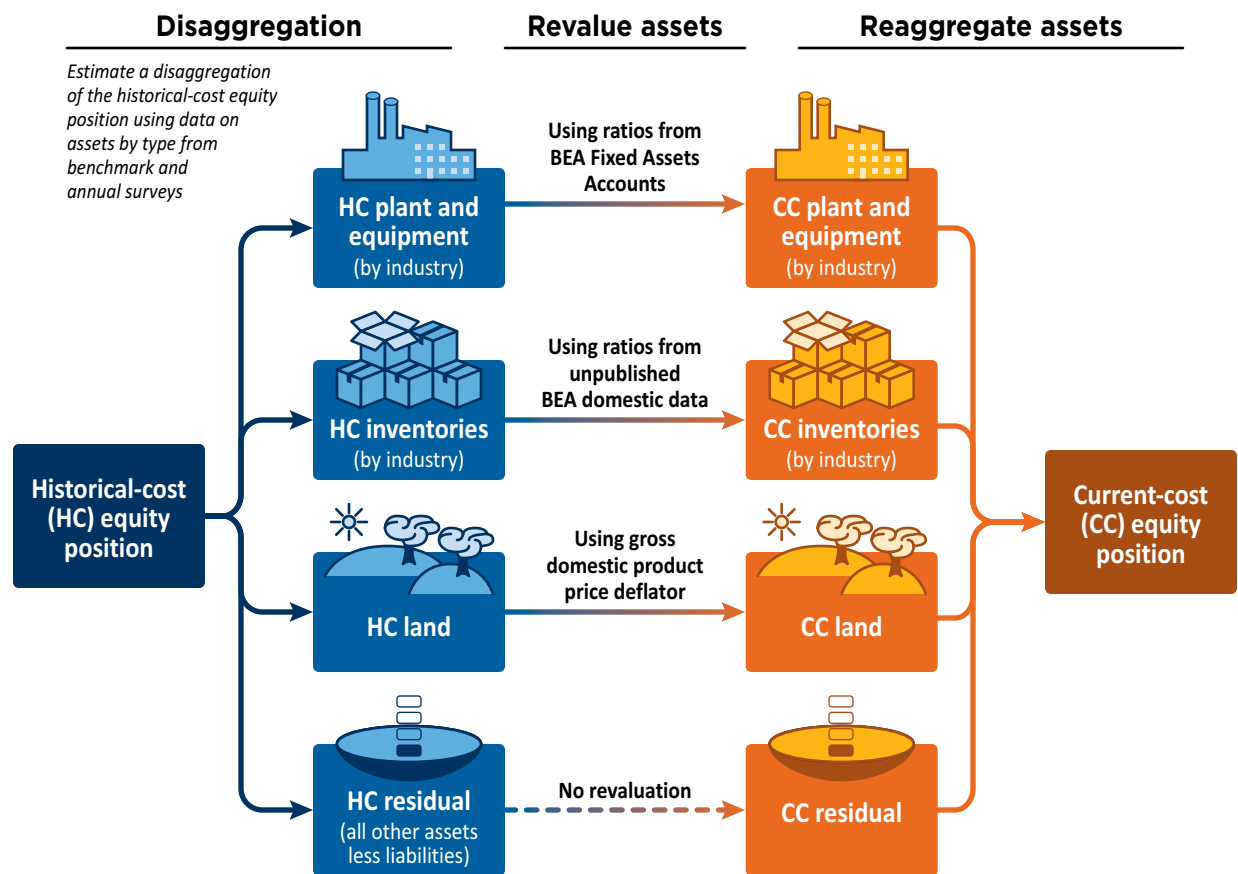 Disaggregation
Revalue assets
Reaggregate assets
Estimate a disaggregation
of the historical-cost equity
position using data on
assets by type from
benchmark and
annual surveys
Historical-cost
(HC) equity
position
HC plant and
equipment
(by industry)
Using ratios from
BEA Fixed Assets
Accounts
CC plant and
equipment
(by industry)
HC inventories
(by industry)
Using ratios from
unpublished
BEA domestic data
CC inventories
(by industry)
HC land
Using gross
domestic product
price deflator
CC land
HC residual
(all other assets
less liabilities)
No revaluation
CC residual
Current-cost
(CC) equity
position